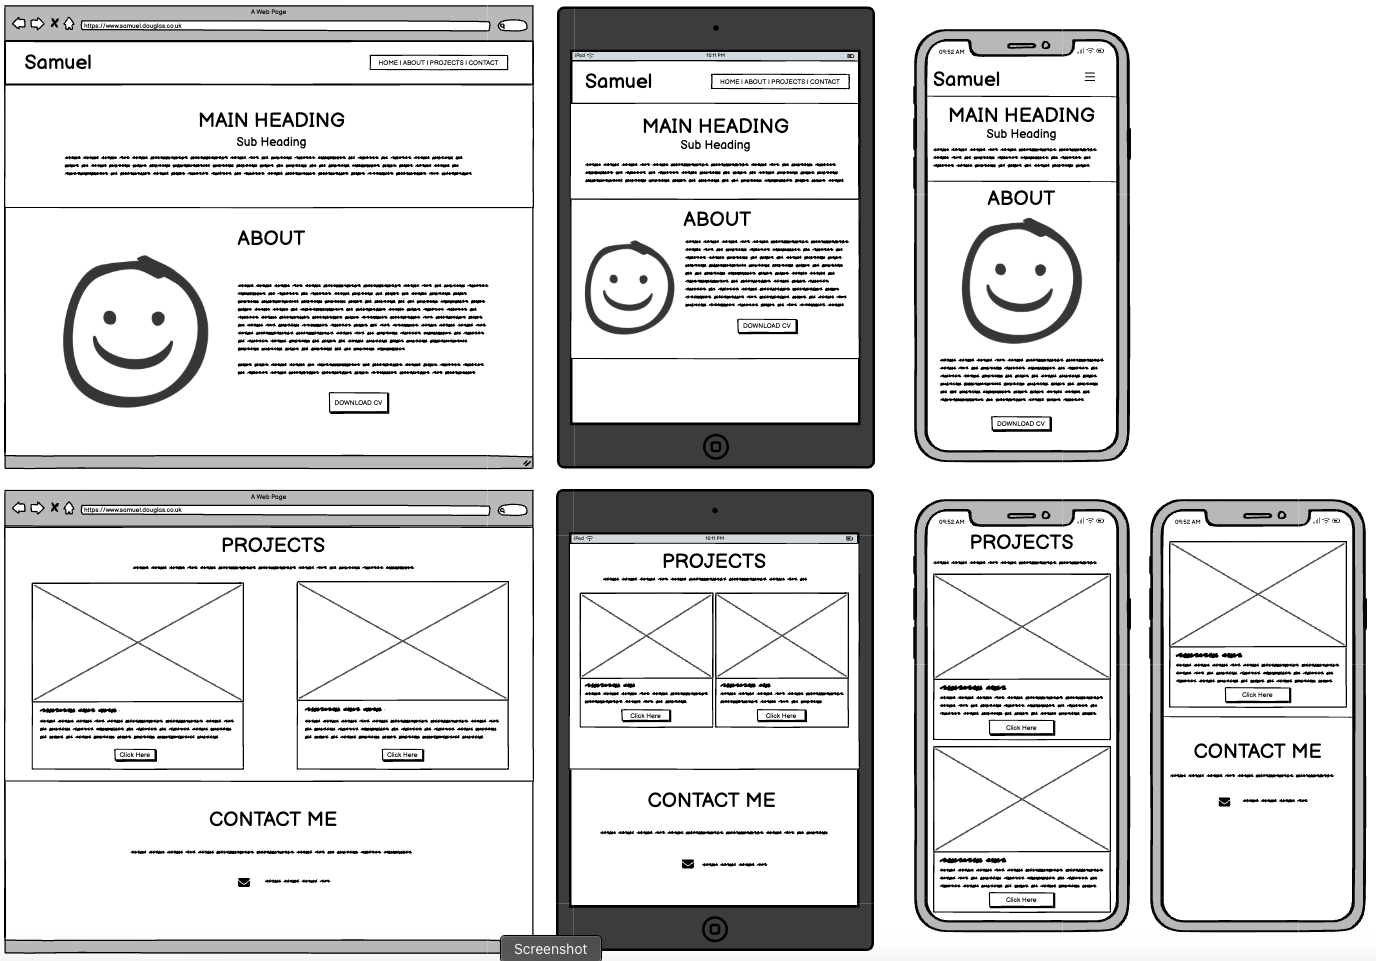 A Web Page
https://www.samuel.douglas.co.uk
Samuel
HOME | ABOUT | PROJECTS | CONTACT
MAIN HEADING
Sub Heading
ABOUT
DOWNLOAD CV
iPad
10:11 PM
Samuel
HOME | ABOUT | PROJECTS | CONTACT
MAIN HEADING
Sub Heading
ABOUT
DOWNLOAD CV
09:52 AM
Samuel
MAIN HEADING
Sub Heading
ABOUT
DOWNLOAD CV
A Web Page
https://www.samuel.douglas.co.uk
PROJECTS
Click Here
Click Here
CONTACT ME
iPad
10:11 PM
PROJECTS
Click Here
Click Here
CONTACT ME
09:52 AM
PROJECTS
Click Here
Click Here
09:52 AM
Click Here
CONTACT ME
Screenshot